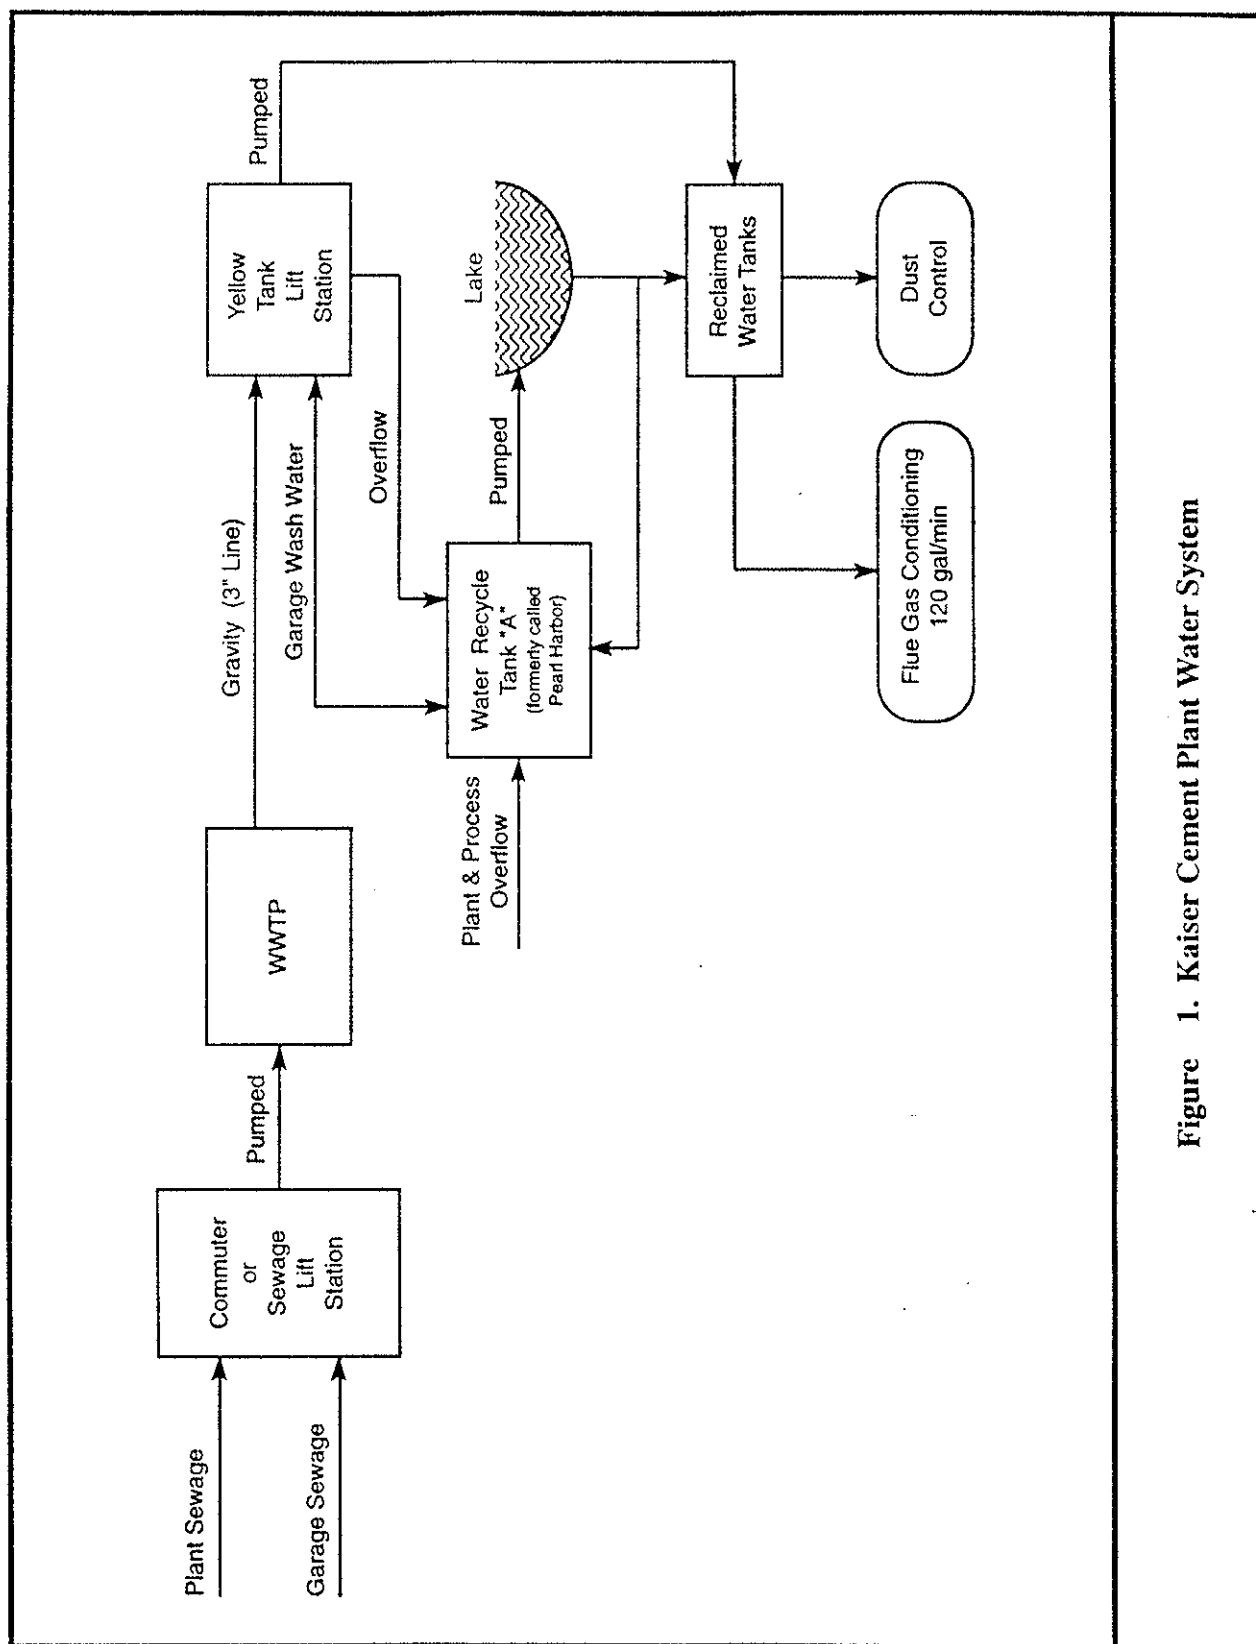 Plant Sewage
Garage Sewage
Commuter
or
Sewage
Lift
Station
Pumped
WWTP
Gravity (3" Line)
Garage Wash Water
Yellow
Tank
Lift
Station
Pumped
Overflow
Plant & Process
Overflow
Water Recycle
Tank "A"
(formerly called
Pearl Harbor)
Pumped
Lake
Reclaimed
Water Tanks
Flue Gas Conditioning
120 gal/min
Dust
Control
Figure 1. Kaiser Cement Plant Water System